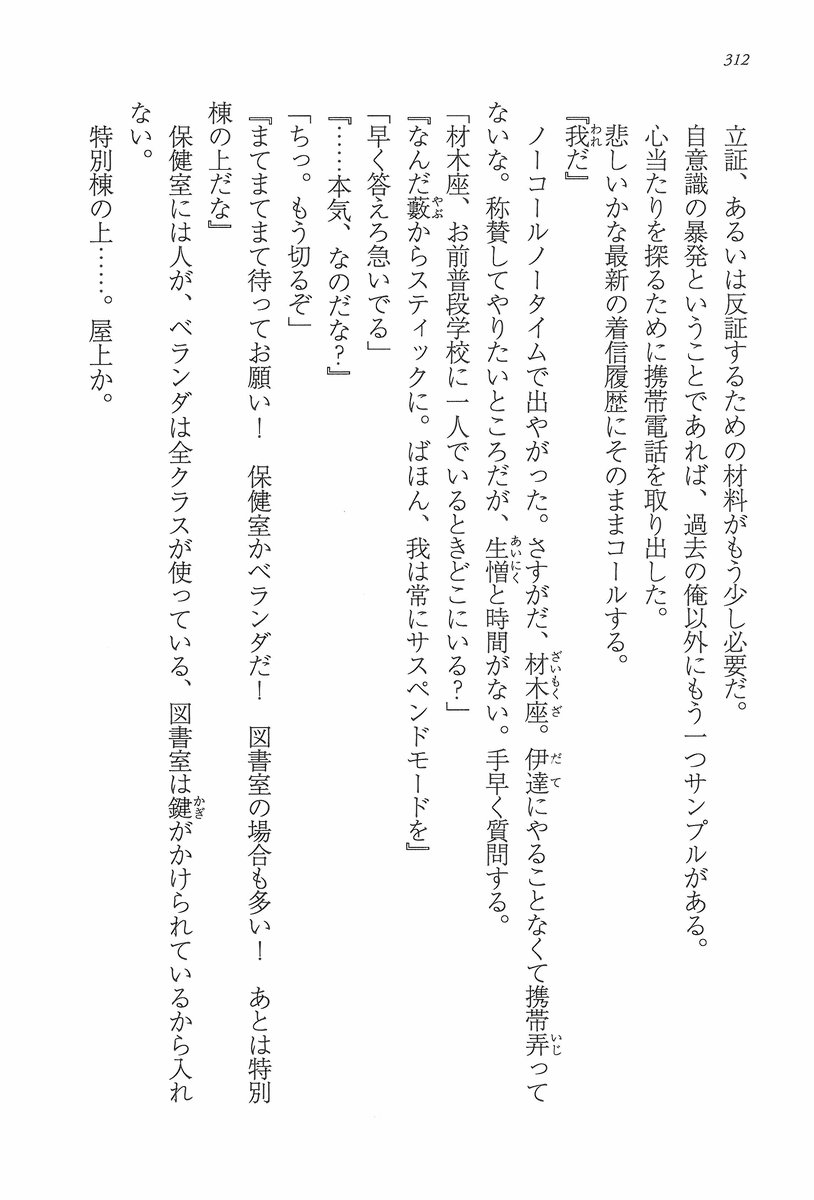 312
立証、あるいは反証するための材料がもう少し必要だ。
自意識の暴発ということであれば、過去の俺以外にもう一つサンプルがある。
心当たりを探るために携帯電話を取り出した。
悲しいかな最新の着信履歴にそのままコールする。
『我だ』
ノーコールノータイムで出やがった。さすがだ、材木座。伊達にやることなくて携帯弄って
ないな。称賛してやりたいところだが、生憎と時間がない。手早く質問する。
「材木座、お前普段学校に一人でいるときどこにいる?」
『なんだ藪からスティックに。ばほん、我は常にサスペンドモードを』
「早く答えろ急いでる」
『……本気、なのだな?』
「ちっ。もう切るぞ」
『まてまてまて待ってお願い! 保健室かベランダだ! 図書室の場合も多い! あとは特別
棟の上だな』
保健室には人が、ベランダは全クラスが使っている、図書室は鍵がかけられているから入れ
ない。
特別棟の上……。屋上か。